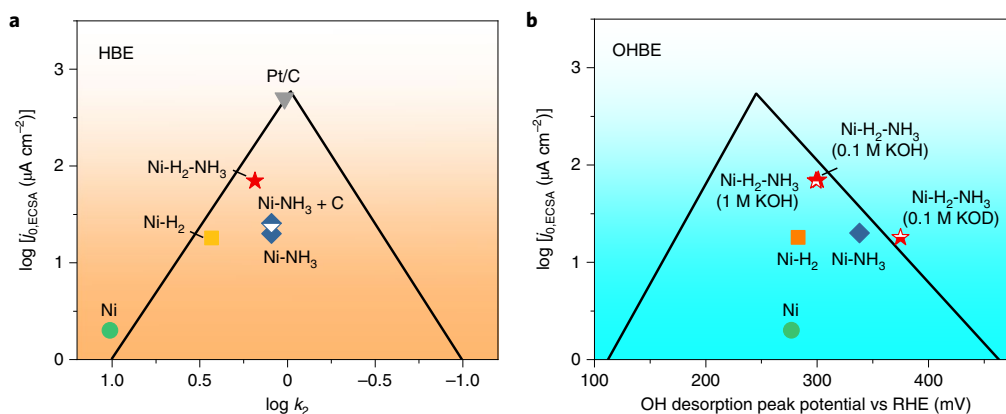 a
HBE
Pt/C
Ni-H₂-NH₃
Ni-NH₃ + C
Ni-H₂
Ni-NH₃
Ni
3
2
1
0
1.0
0.5
0
−0.5
−1.0
log k₂
log [j₀,ECSA (μA cm⁻²)]
b
OHBE
Ni-H₂-NH₃
(0.1 M KOH)
Ni-H₂-NH₃
(1 M KOH)
Ni-H₂-NH₃
(0.1 M KOD)
Ni-H₂
Ni-NH₃
Ni
3
2
1
0
100
200
300
400
OH desorption peak potential vs RHE (mV)
log [j₀,ECSA (μA cm⁻²)]